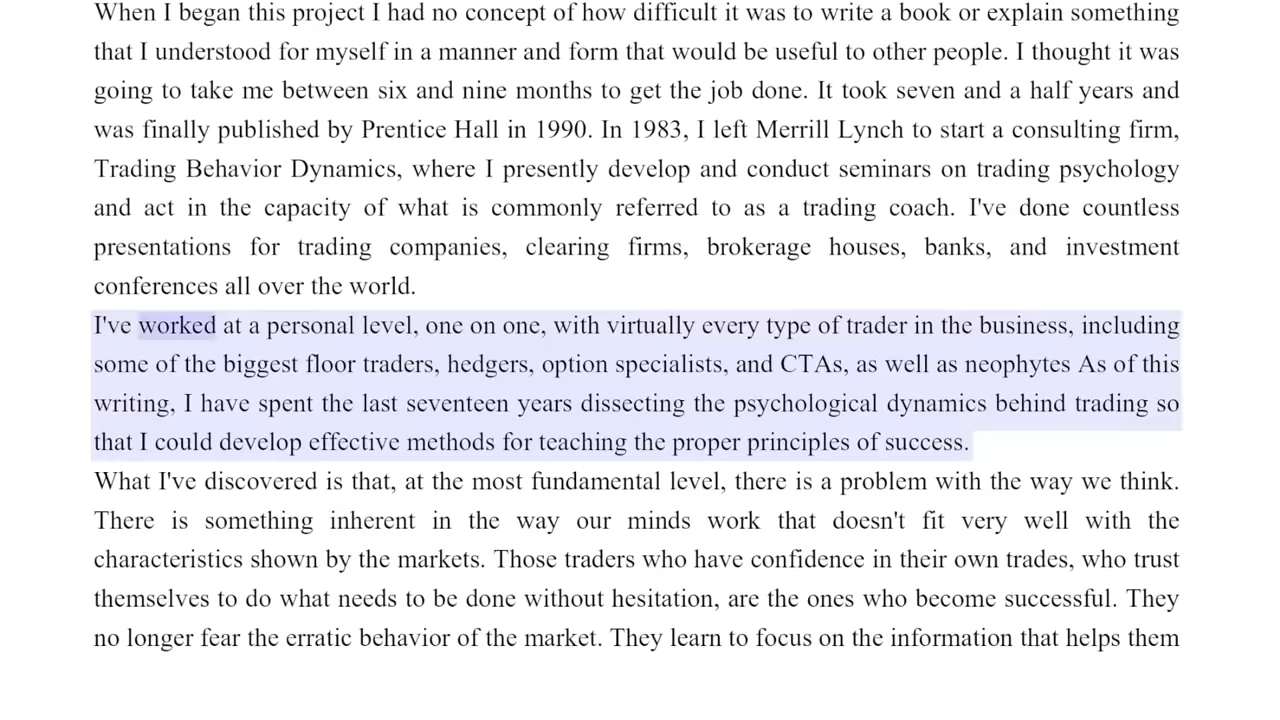 When I began this project I had no concept of how difficult it was to write a book or explain something
that I understood for myself in a manner and form that would be useful to other people. I thought it was
going to take me between six and nine months to get the job done. It took seven and a half years and
was finally published by Prentice Hall in 1990. In 1983, I left Merrill Lynch to start a consulting firm,
Trading Behavior Dynamics, where I presently develop and conduct seminars on trading psychology
and act in the capacity of what is commonly referred to as a trading coach. I've done countless
presentations for trading companies, clearing firms, brokerage houses, banks, and investment
conferences all over the world.
I've worked at a personal level, one on one, with virtually every type of trader in the business, including
some of the biggest floor traders, hedgers, option specialists, and CTAs, as well as neophytes As of this
writing, I have spent the last seventeen years dissecting the psychological dynamics behind trading so
that I could develop effective methods for teaching the proper principles of success.
What I've discovered is that, at the most fundamental level, there is a problem with the way we think.
There is something inherent in the way our minds work that doesn't fit very well with the
characteristics shown by the markets. Those traders who have confidence in their own trades, who trust
themselves to do what needs to be done without hesitation, are the ones who become successful. They
no longer fear the erratic behavior of the market. They learn to focus on the information that helps them